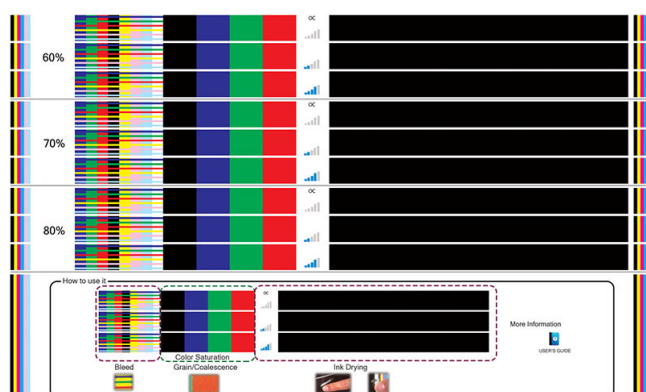 OC
60%
OC
70%
OC
80%
How to use it
OC
More Information
USER'S GUIDE
Color Saturation
Bleed
Grain/Coalescence
Ink Drying